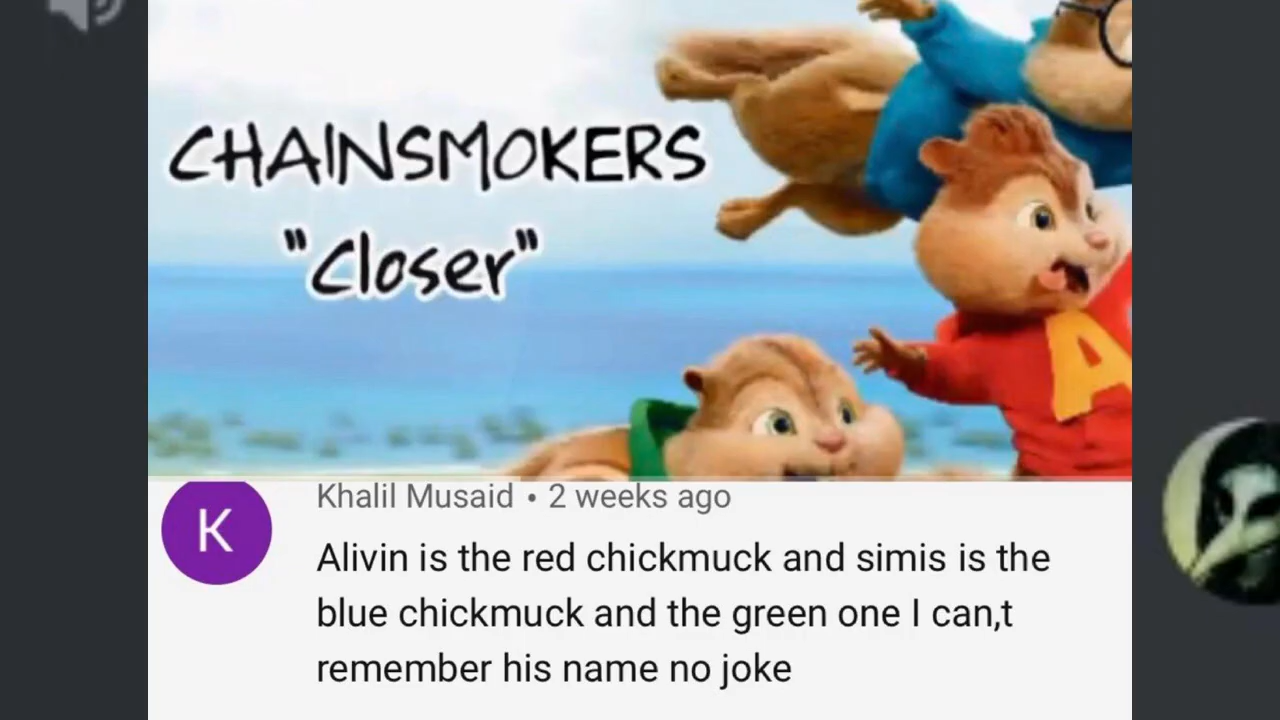 CHAINSMOKERS
"Closer"
A
K
Khalil Musaid • 2 weeks ago
Alivin is the red chickmuck and simis is the
blue chickmuck and the green one I can,t
remember his name no joke